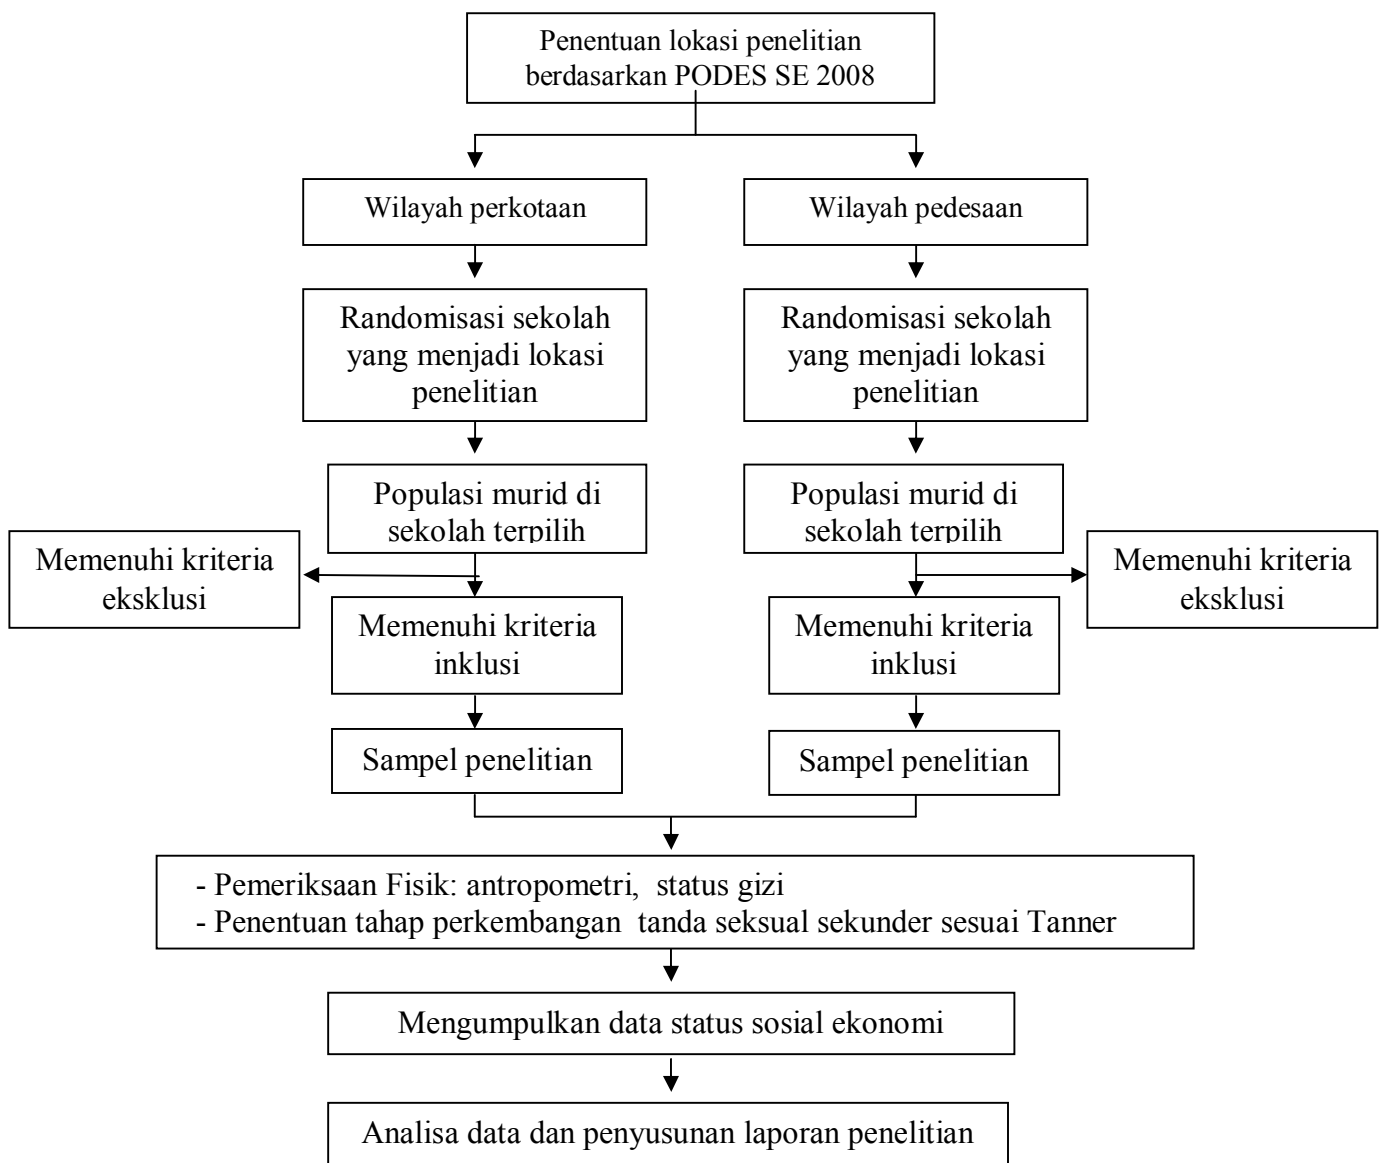 Penentuan lokasi penelitian
berdasarkan PODES SE 2008
Wilayah perkotaan
Wilayah pedesaan
Randomisasi sekolah
yang menjadi lokasi
penelitian
Randomisasi sekolah
yang menjadi lokasi
penelitian
Populasi murid di
sekolah terpilih
Populasi murid di
sekolah terpilih
Memenuhi kriteria
eksklusi
Memenuhi kriteria
eksklusi
Memenuhi kriteria
inklusi
Memenuhi kriteria
inklusi
Sampel penelitian
Sampel penelitian
- Pemeriksaan Fisik: antropometri, status gizi
- Penentuan tahap perkembangan tanda seksual sekunder sesuai Tanner
Mengumpulkan data status sosial ekonomi
Analisa data dan penyusunan laporan penelitian